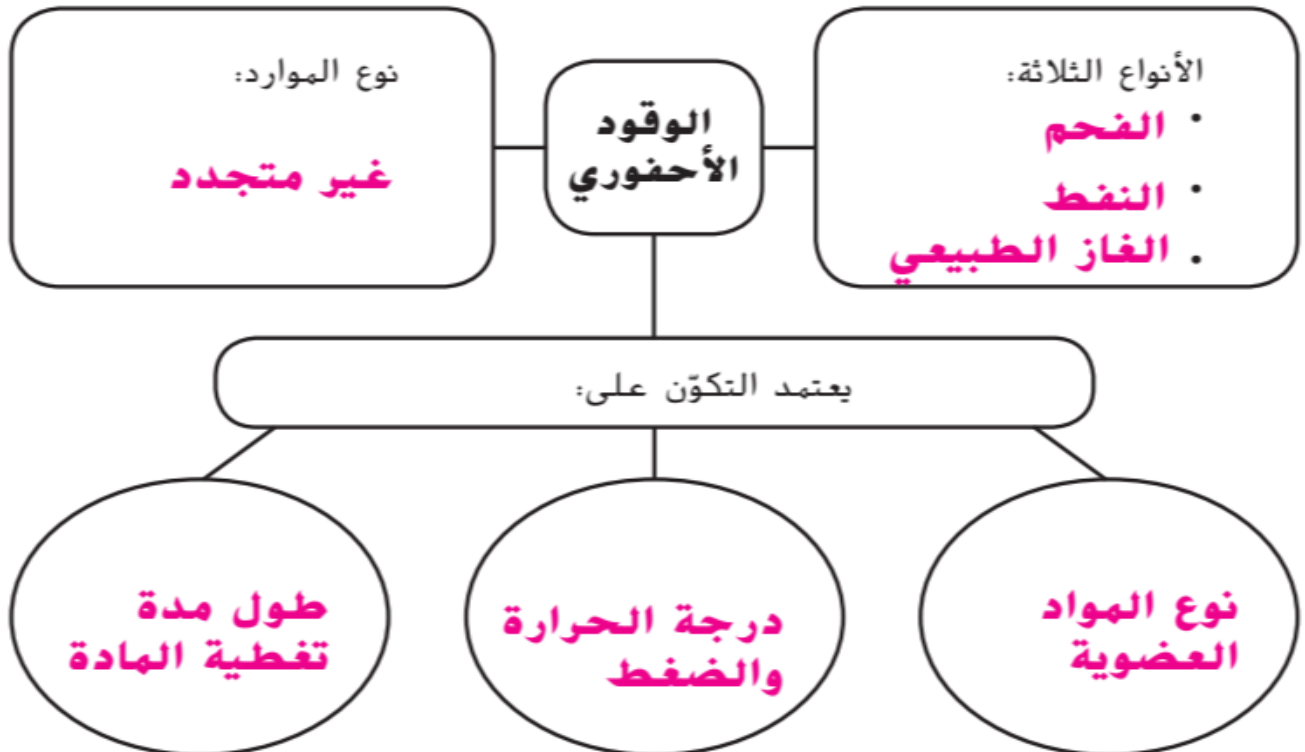 الأنواع الثلاثة:
• الفحم
• النفط
• الغاز الطبيعي
الوقود
الأحفوري
نوع الموارد:
غير متجدد
يعتمد التكوّن على:
نوع المواد
العضوية
درجة الحرارة
والضغط
طول مدة
تغطية المادة